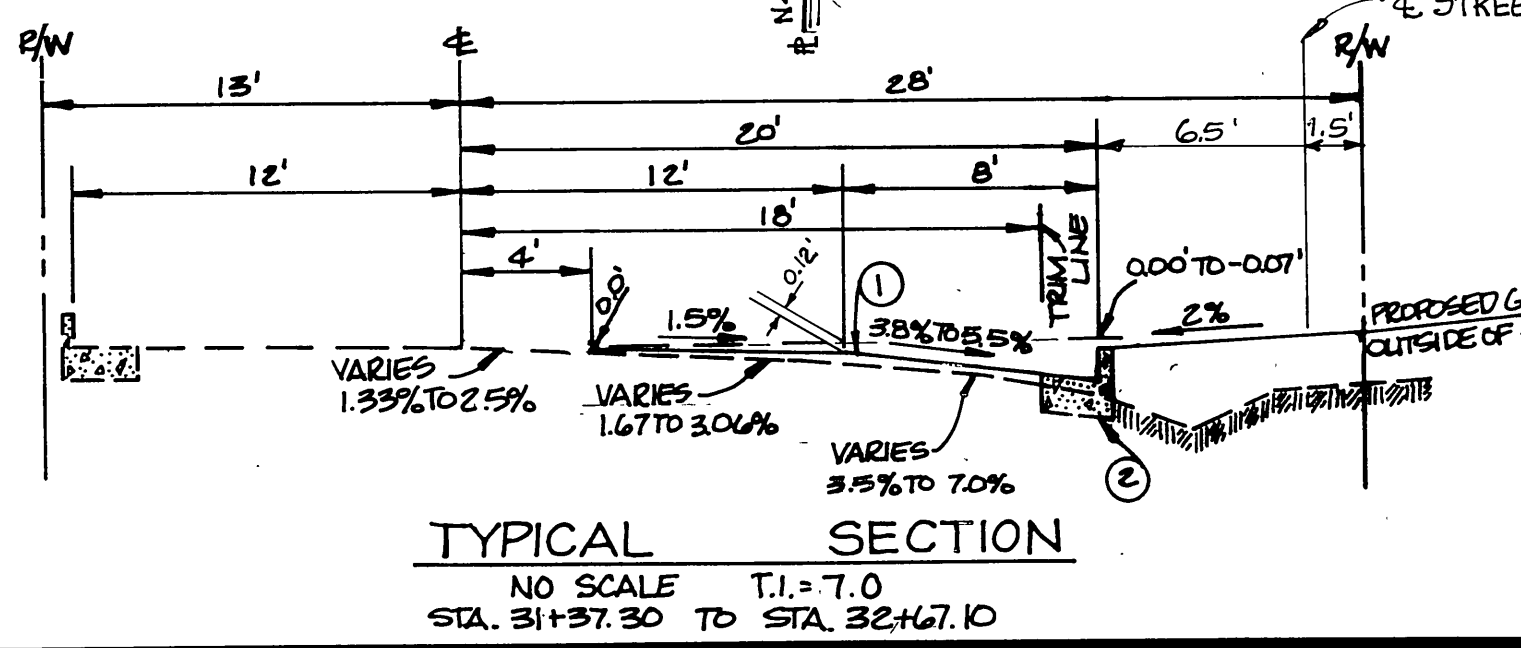 ℄ STREE
R/W
℄
R/W
℄ N
13'
28'
20'
6.5'
1.5'
12'
12'
8'
18'
4'
TRIM
LINE
0.0'
0.12'
1
0.00' TO -0.07'
1.5%
3.8% TO 5.5%
2%
PROPOSED G
OUTSIDE OF
VARIES
1.33% TO 2.5%
VARIES
1.67 TO 3.06%
VARIES
3.5% TO 7.0%
2
TYPICAL SECTION
NO SCALE T.I.= 7.0
STA. 31+37.30 TO STA. 32+67.10